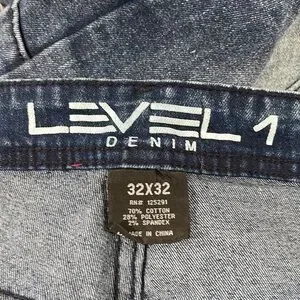 LEVEL 1
DENIM
32X32
RN# 125291
70% COTTON
28% POLYESTER
2% SPANDEX
MADE IN CHINA